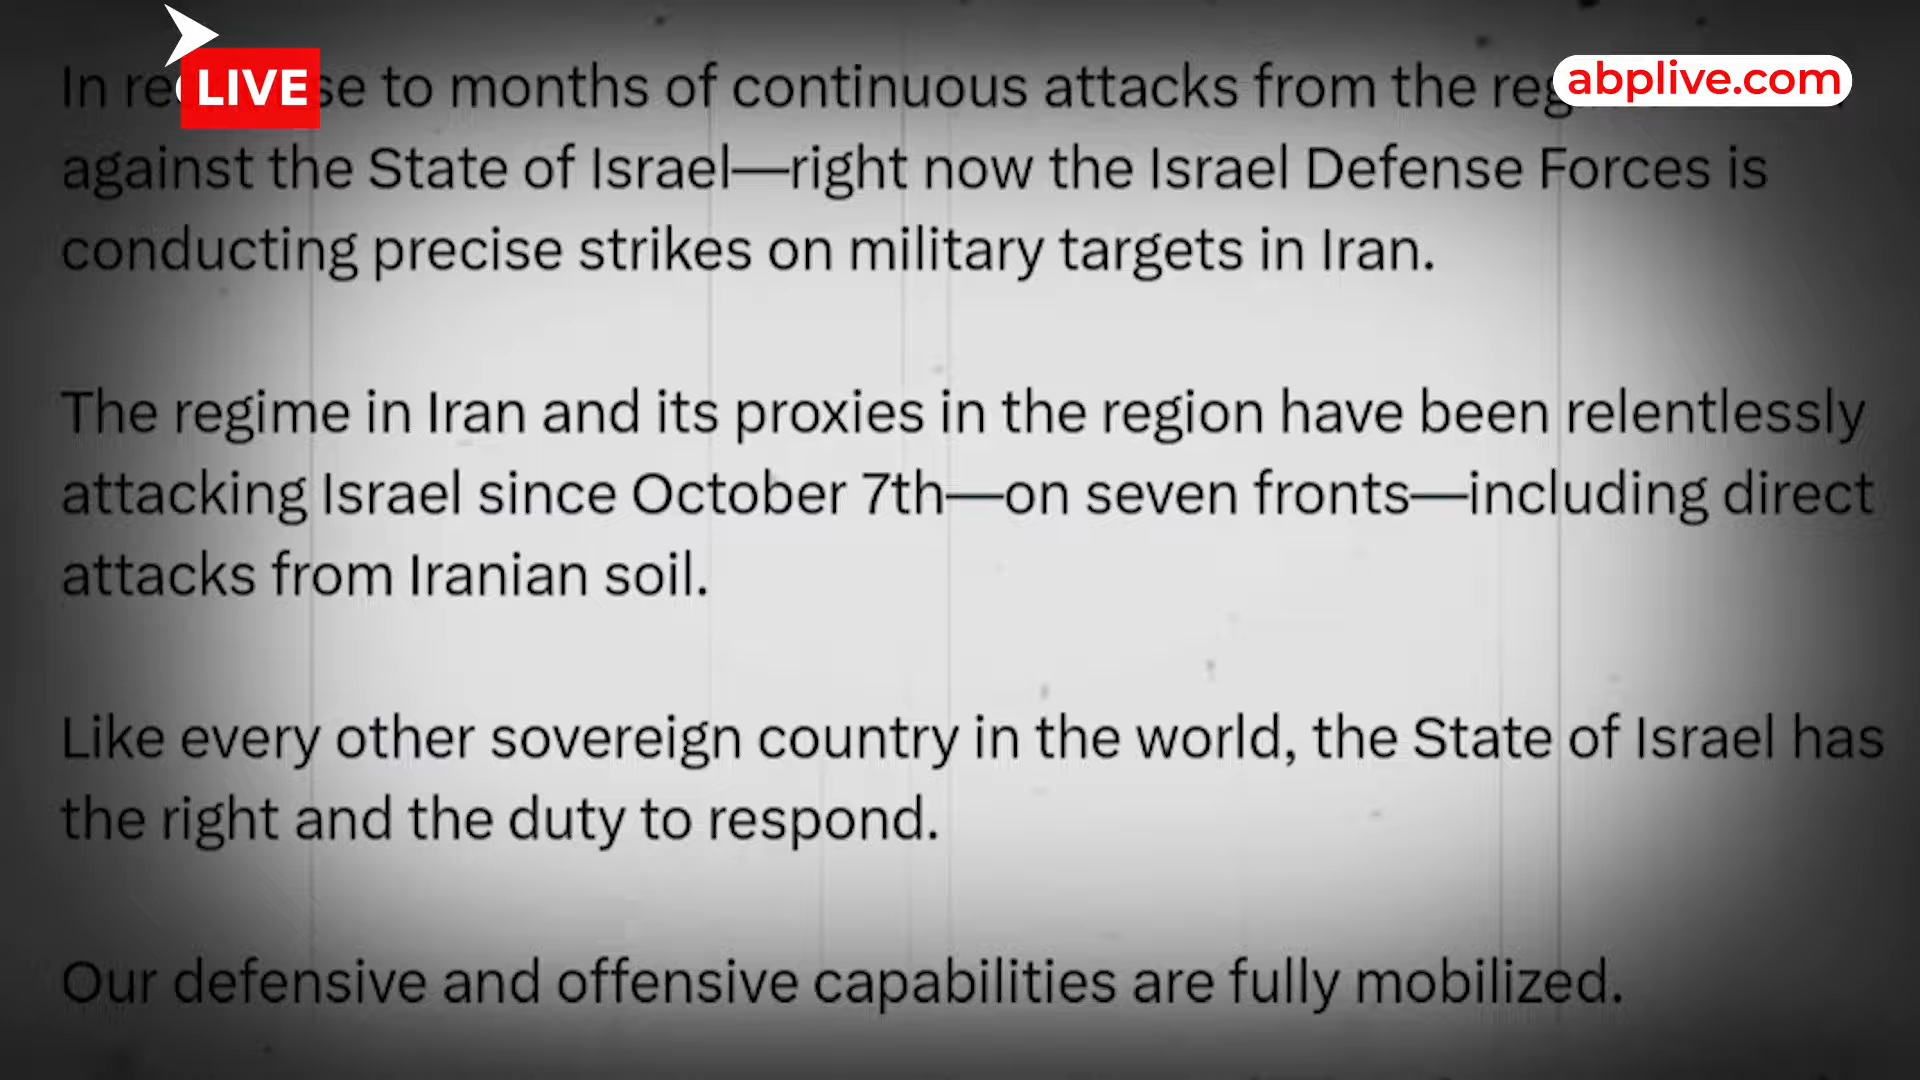 LIVE
abplive.com
In se to months of continuous attacks from the
against the State of Israel—right now the Israel Defense Forces is
conducting precise strikes on military targets in Iran.
The regime in Iran and its proxies in the region have been relentlessly
attacking Israel since October 7th—on seven fronts—including direct
attacks from Iranian soil.
Like every other sovereign country in the world, the State of Israel has
the right and the duty to respond.
Our defensive and offensive capabilities are fully mobilized.